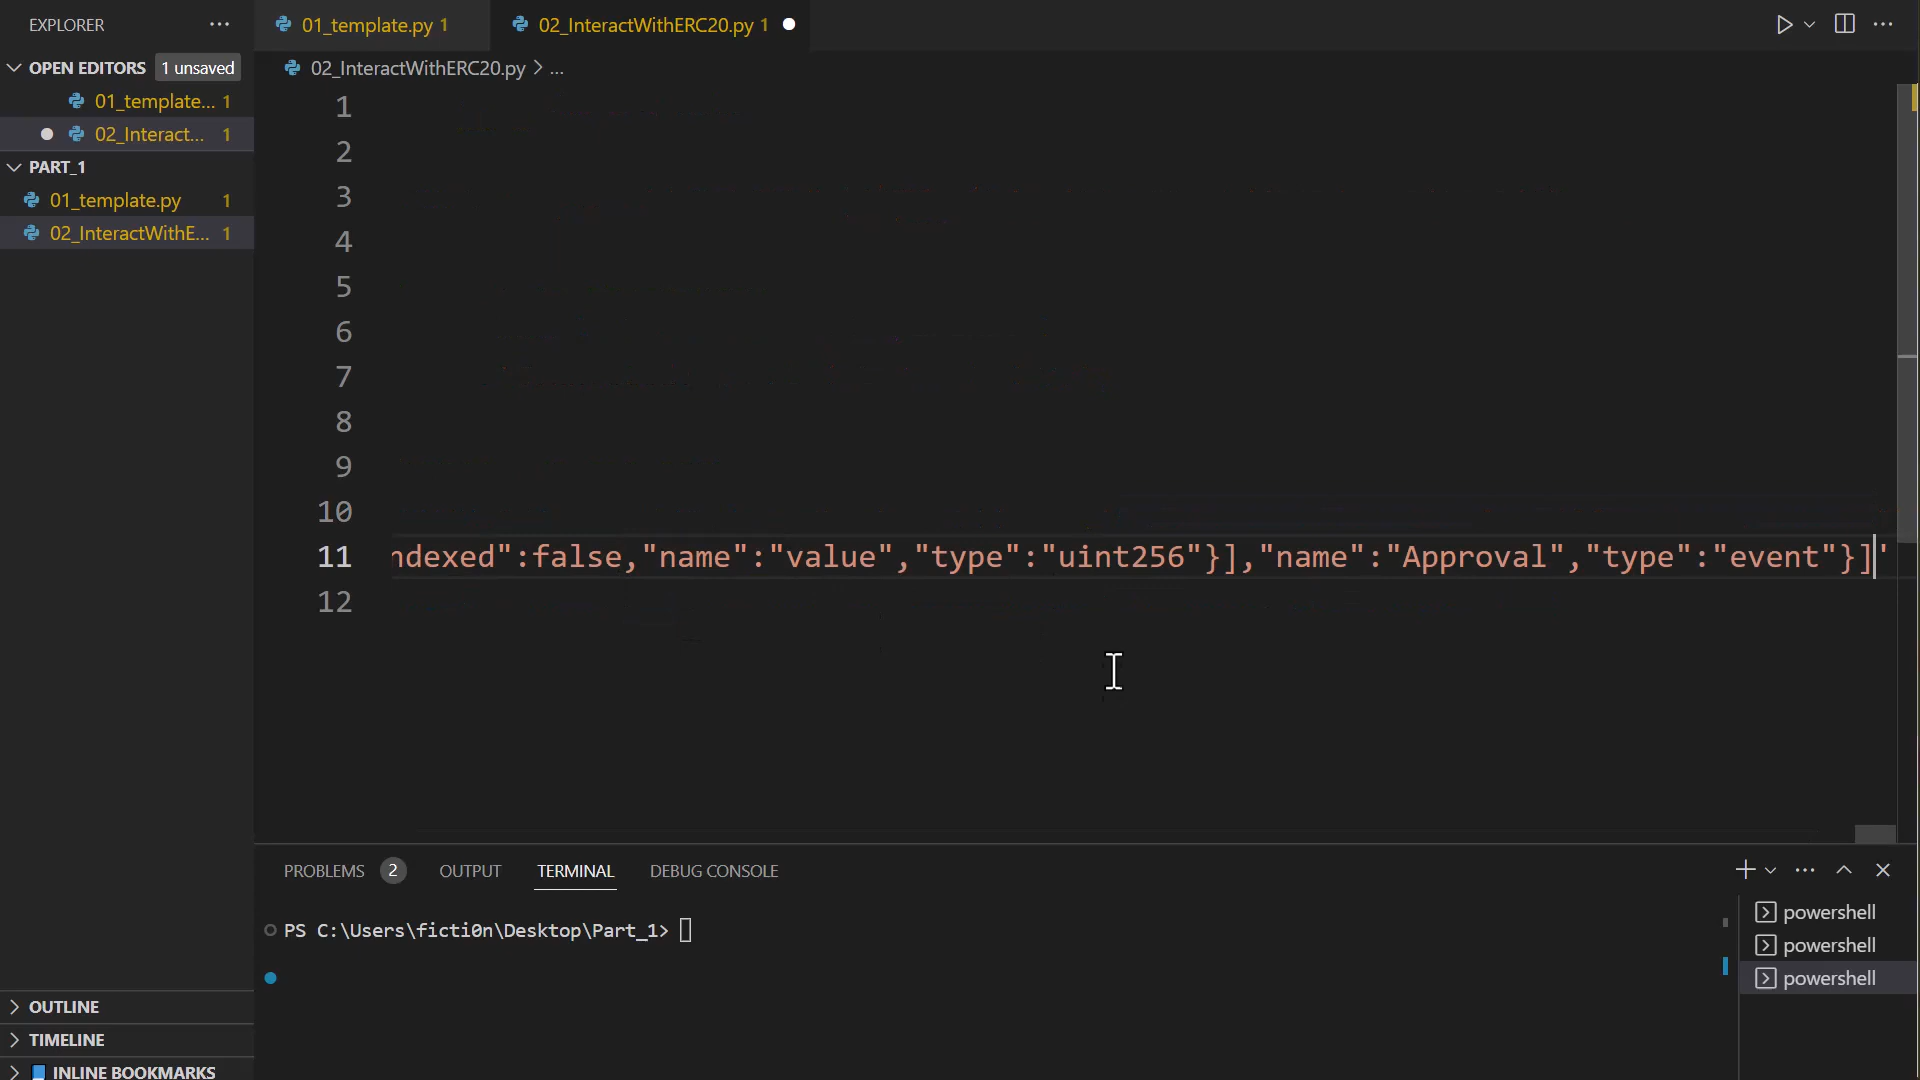 EXPLORER
OPEN EDITORS 1 unsaved
01_template... 1
02_Interact... 1
PART_1
01_template.py 1
02_InteractWithE... 1
OUTLINE
TIMELINE
INLINE BOOKMARKS
01_template.py 1
02_InteractWithERC20.py 1
02_InteractWithERC20.py > ...
1
2
3
4
5
6
7
8
9
10
11 ndexed":false,"name":"value","type":"uint256"}],"name":"Approval","type":"event"}]'
12
PROBLEMS 2 OUTPUT TERMINAL DEBUG CONSOLE
PS C:\Users\ficti0n\Desktop\Part_1>
powershell
powershell
powershell